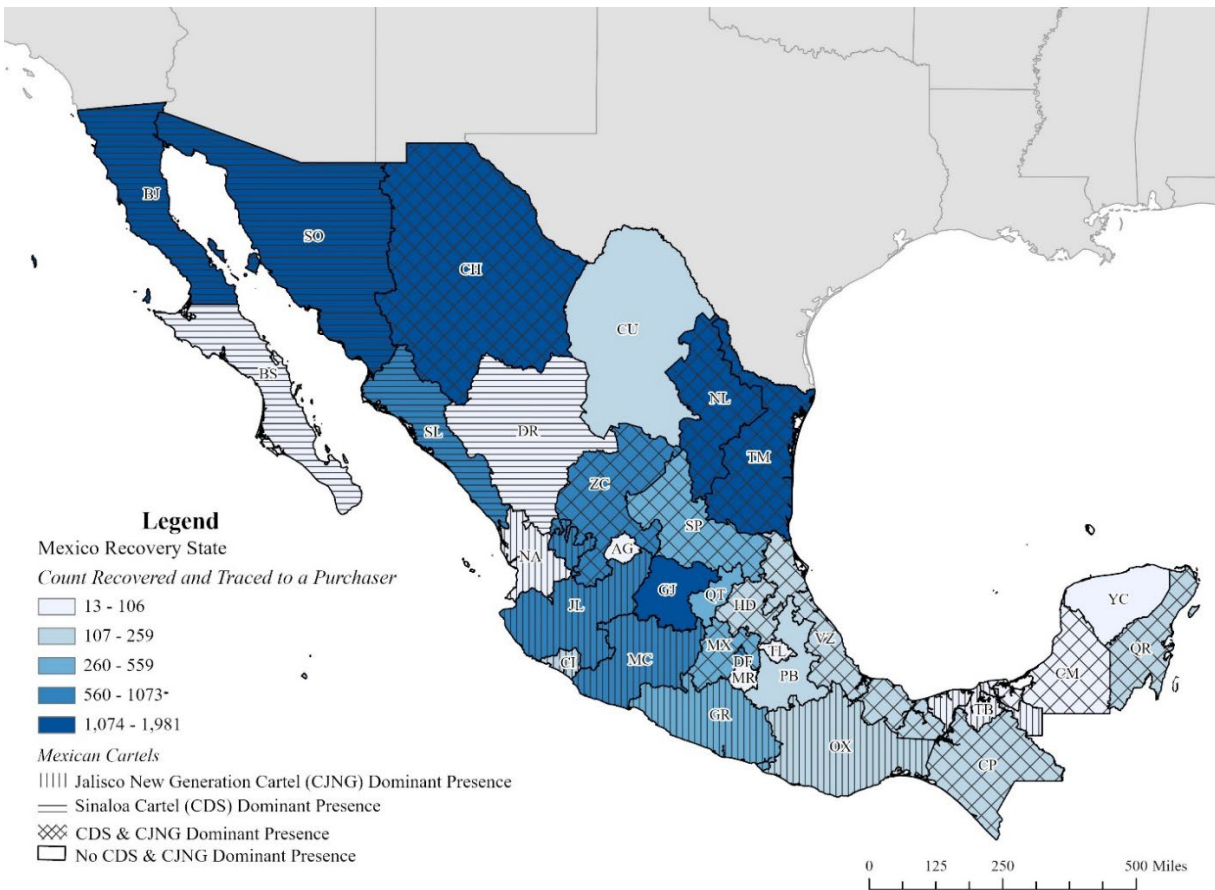 BJ
SO
CH
CU
BS
NL
DR
SL
TM
ZC
SP
NA
AG
GJ
QT
HD
JL
YC
MX
VZ
QR
CI
MC
DF
TL
MR
PB
CM
TB
GR
OX
CP
Legend
Mexico Recovery State
Count Recovered and Traced to a Purchaser
13 - 106
107 - 259
260 - 559
560 - 1073
1,074 - 1,981
Mexican Cartels
Jalisco New Generation Cartel (CJNG) Dominant Presence
Sinaloa Cartel (CDS) Dominant Presence
CDS & CJNG Dominant Presence
No CDS & CJNG Dominant Presence
0 125 250 500 Miles